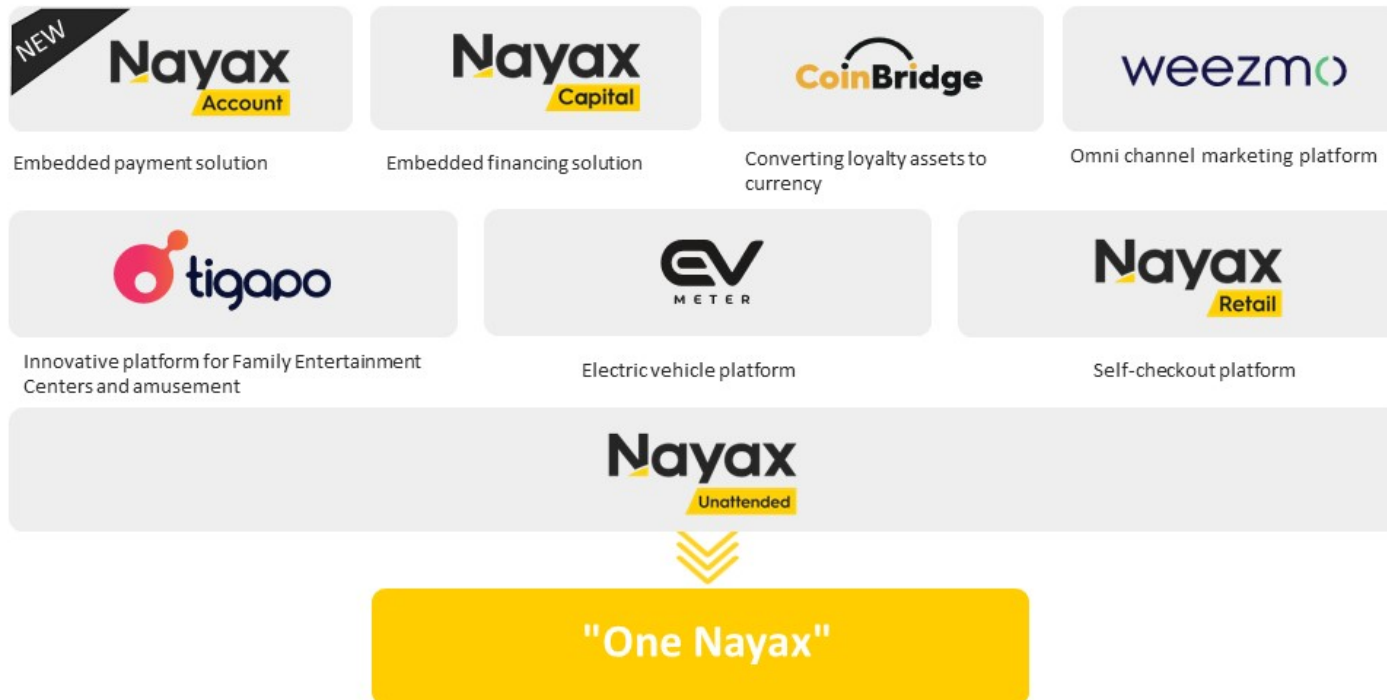 NEW
Nayax
Account
Nayax
Capital
CoinBridge
weezmo
Embedded payment solution
Embedded financing solution
Converting loyalty assets to
currency
Omni channel marketing platform
tigapo
EV
METER
Nayax
Retail
Innovative platform for Family Entertainment
Centers and amusement
Electric vehicle platform
Self-checkout platform
Nayax
Unattended
"One Nayax"